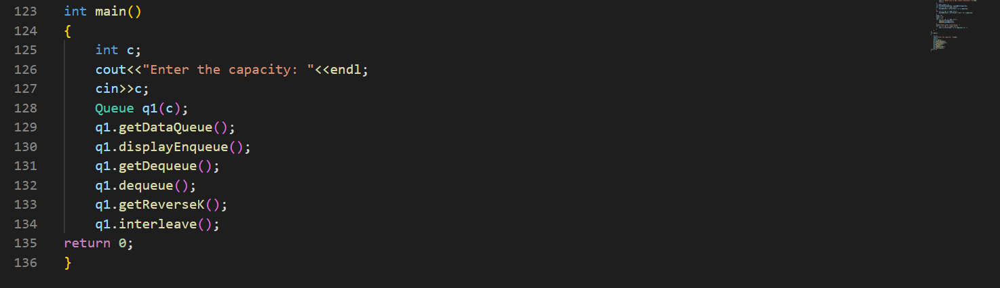 123 int main()
124 {
125     int c;
126     cout<<"Enter the capacity: "<<endl;
127     cin>>c;
128     Queue q1(c);
129     q1.getDataQueue();
130     q1.displayEnqueue();
131     q1.getDequeue();
132     q1.dequeue();
133     q1.getReverseK();
134     q1.interleave();
135 return 0;
136 }